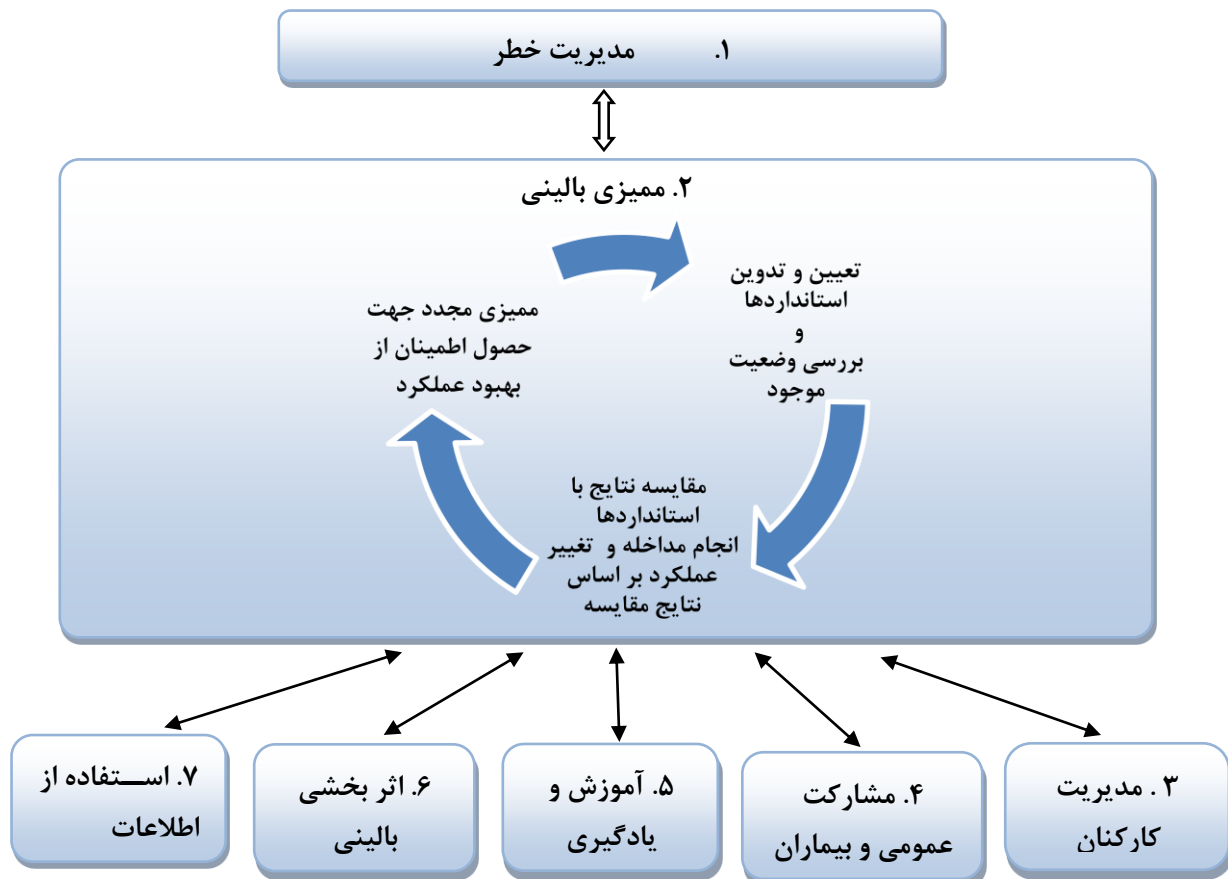 ۱. مدیریت خطر
۲. ممیزی بالینی
تعیین و تدوین
استانداردها
و
بررسی وضعیت
موجود
مقایسه نتایج با
استانداردها
انجام مداخله و تغییر
عملکرد بر اساس
نتایج مقایسه
ممیزی مجدد جهت
حصول اطمینان از
بهبود عملکرد
۳ . مدیریت
کارکنان
۴. مشارکت
عمومی و بیماران
۵. آموزش و
یادگیری
۶. اثر بخشی
بالینی
۷. اســتفاده از
اطلاعات